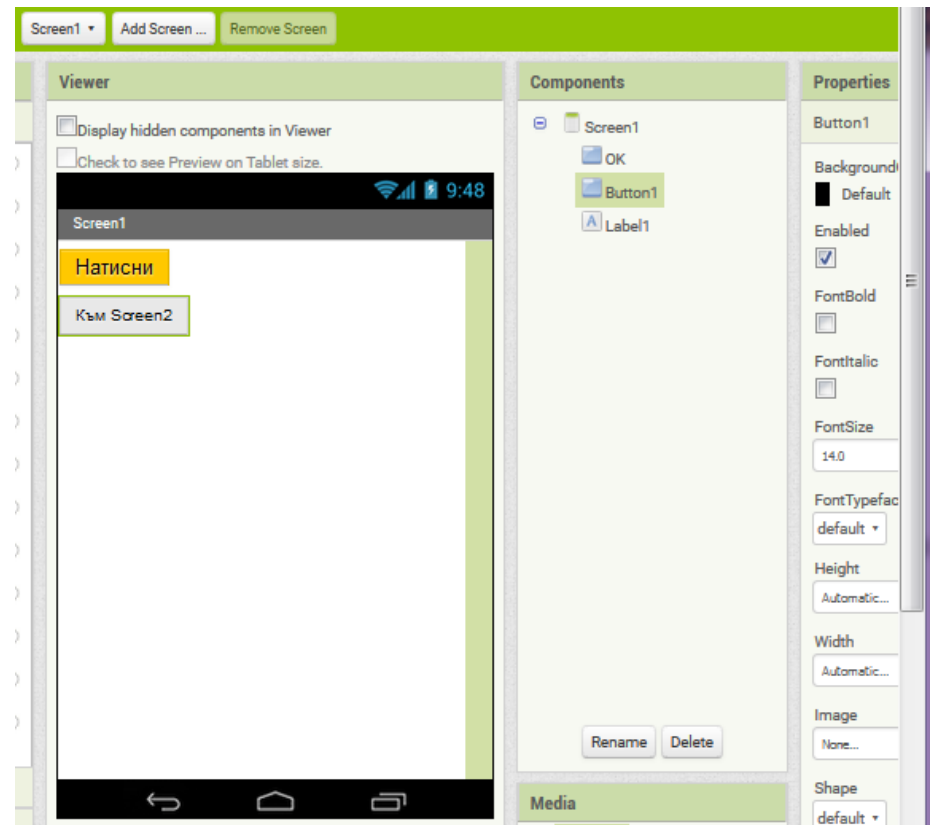 Screen1 Add Screen ... Remove Screen
Viewer
Display hidden components in Viewer
Check to see Preview on Tablet size.
9:48
Screen1
Натисни
Към Screen2
Components
Screen1
OK
Button1
A Label1
Rename Delete
Media
Properties
Button1
Default
Enabled
FontBold
FontItalic
FontSize
14.0
default
Height
Automatic...
Width
Automatic...
Image
None...
Shape
default